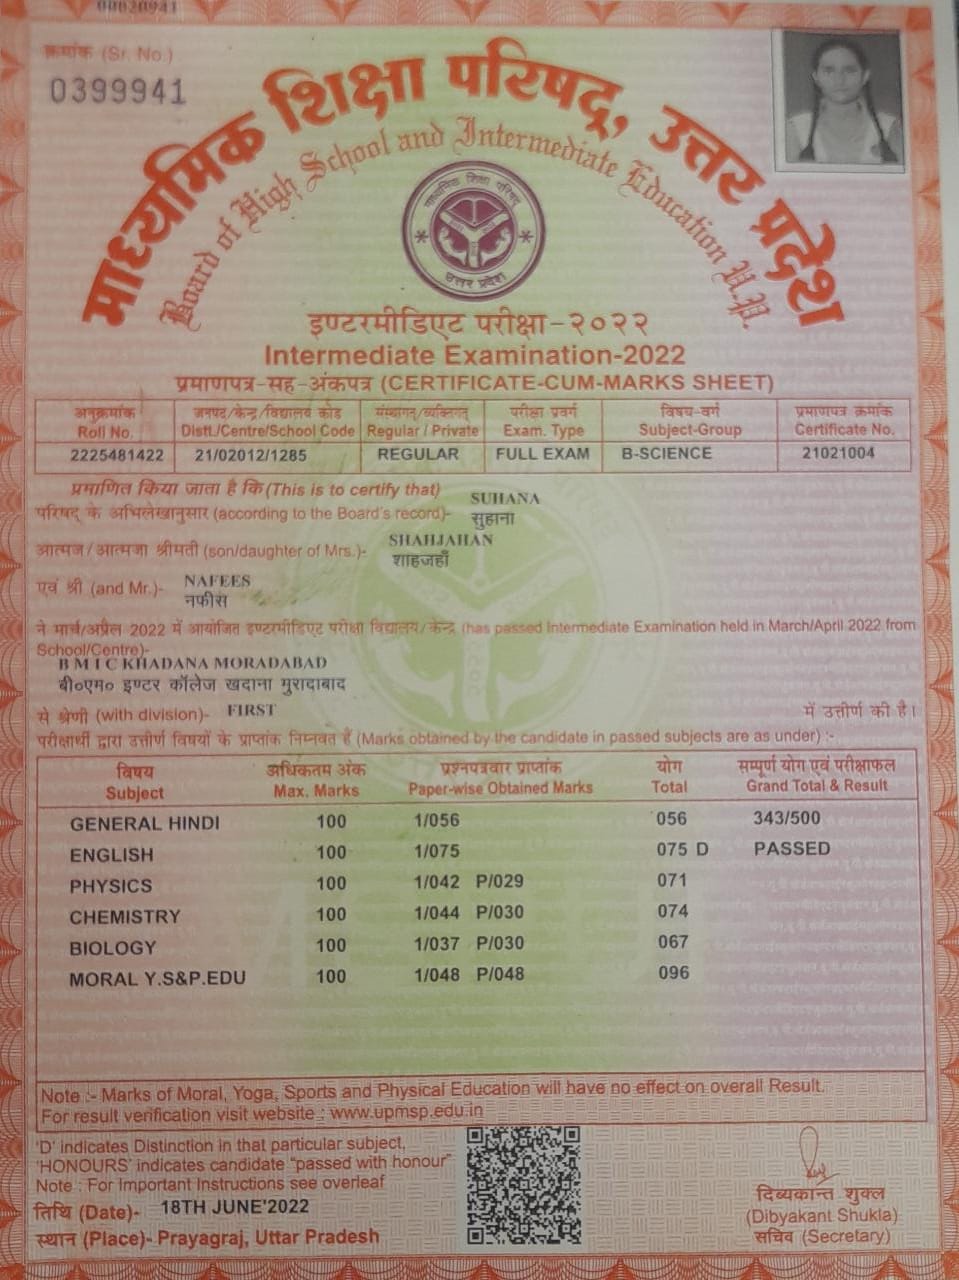 00020941
क्रमांक (Sr. No.)
0399941
माध्यमिक शिक्षा परिषद्, उत्तर प्रदेश
Board of High School and Intermediate Education U.P.
माध्यमिक शिक्षा परिषद्
उत्तर प्रदेश
इण्टरमीडिएट परीक्षा-२०२२
Intermediate Examination-2022
प्रमाणपत्र-सह-अंकपत्र (CERTIFICATE-CUM-MARKS SHEET)
अनुक्रमांक जनपद/केन्द्र/विद्यालय कोड संस्थागत/व्यक्तिगत परीक्षा प्रवर्ग विषय-वर्ग प्रमाणपत्र क्रमांक
Roll No. Distt./Centre/School Code Regular / Private Exam. Type Subject-Group Certificate No.
2225481422 21/02012/1285 REGULAR FULL EXAM B-SCIENCE 21021004
प्रमाणित किया जाता है कि (This is to certify that) SUHANA
परिषद् के अभिलेखानुसार (according to the Board's record)- सुहाना
SHAHJAHAN
आत्मज/आत्मजा श्रीमती (son/daughter of Mrs.)- शाहजहाँ
एवं श्री (and Mr.)- NAFEES
नफीस
ने मार्च/अप्रैल 2022 में आयोजित इण्टरमीडिएट परीक्षा विद्यालय/केन्द्र (has passed Intermediate Examination held in March/April 2022 from
School/Centre)-
B M I C KHADANA MORADABAD
बी०एम० इण्टर कॉलेज खदाना मुरादाबाद
से श्रेणी (with division)- FIRST में उत्तीर्ण की है।
परीक्षार्थी द्वारा उत्तीर्ण विषयों के प्राप्तांक निम्नवत हैं (Marks obtained by the candidate in passed subjects are as under) :-
विषय अधिकतम अंक प्रश्नपत्रवार प्राप्तांक योग सम्पूर्ण योग एवं परीक्षाफल
Subject Max. Marks Paper-wise Obtained Marks Total Grand Total & Result
GENERAL HINDI 100 1/056 056 343/500
ENGLISH 100 1/075 075 D PASSED
PHYSICS 100 1/042 P/029 071
CHEMISTRY 100 1/044 P/030 074
BIOLOGY 100 1/037 P/030 067
MORAL Y.S&P.EDU 100 1/048 P/048 096
Note :- Marks of Moral, Yoga, Sports and Physical Education will have no effect on overall Result.
For result verification visit website : www.upmsp.edu.in
'D' indicates Distinction in that particular subject,
'HONOURS' indicates candidate "passed with honour"
Note : For Important Instructions see overleaf
तिथि (Date)- 18TH JUNE'2022
स्थान (Place)- Prayagraj, Uttar Pradesh
दिब्यकान्त शुक्ल
(Dibyakant Shukla)
सचिव (Secretary)